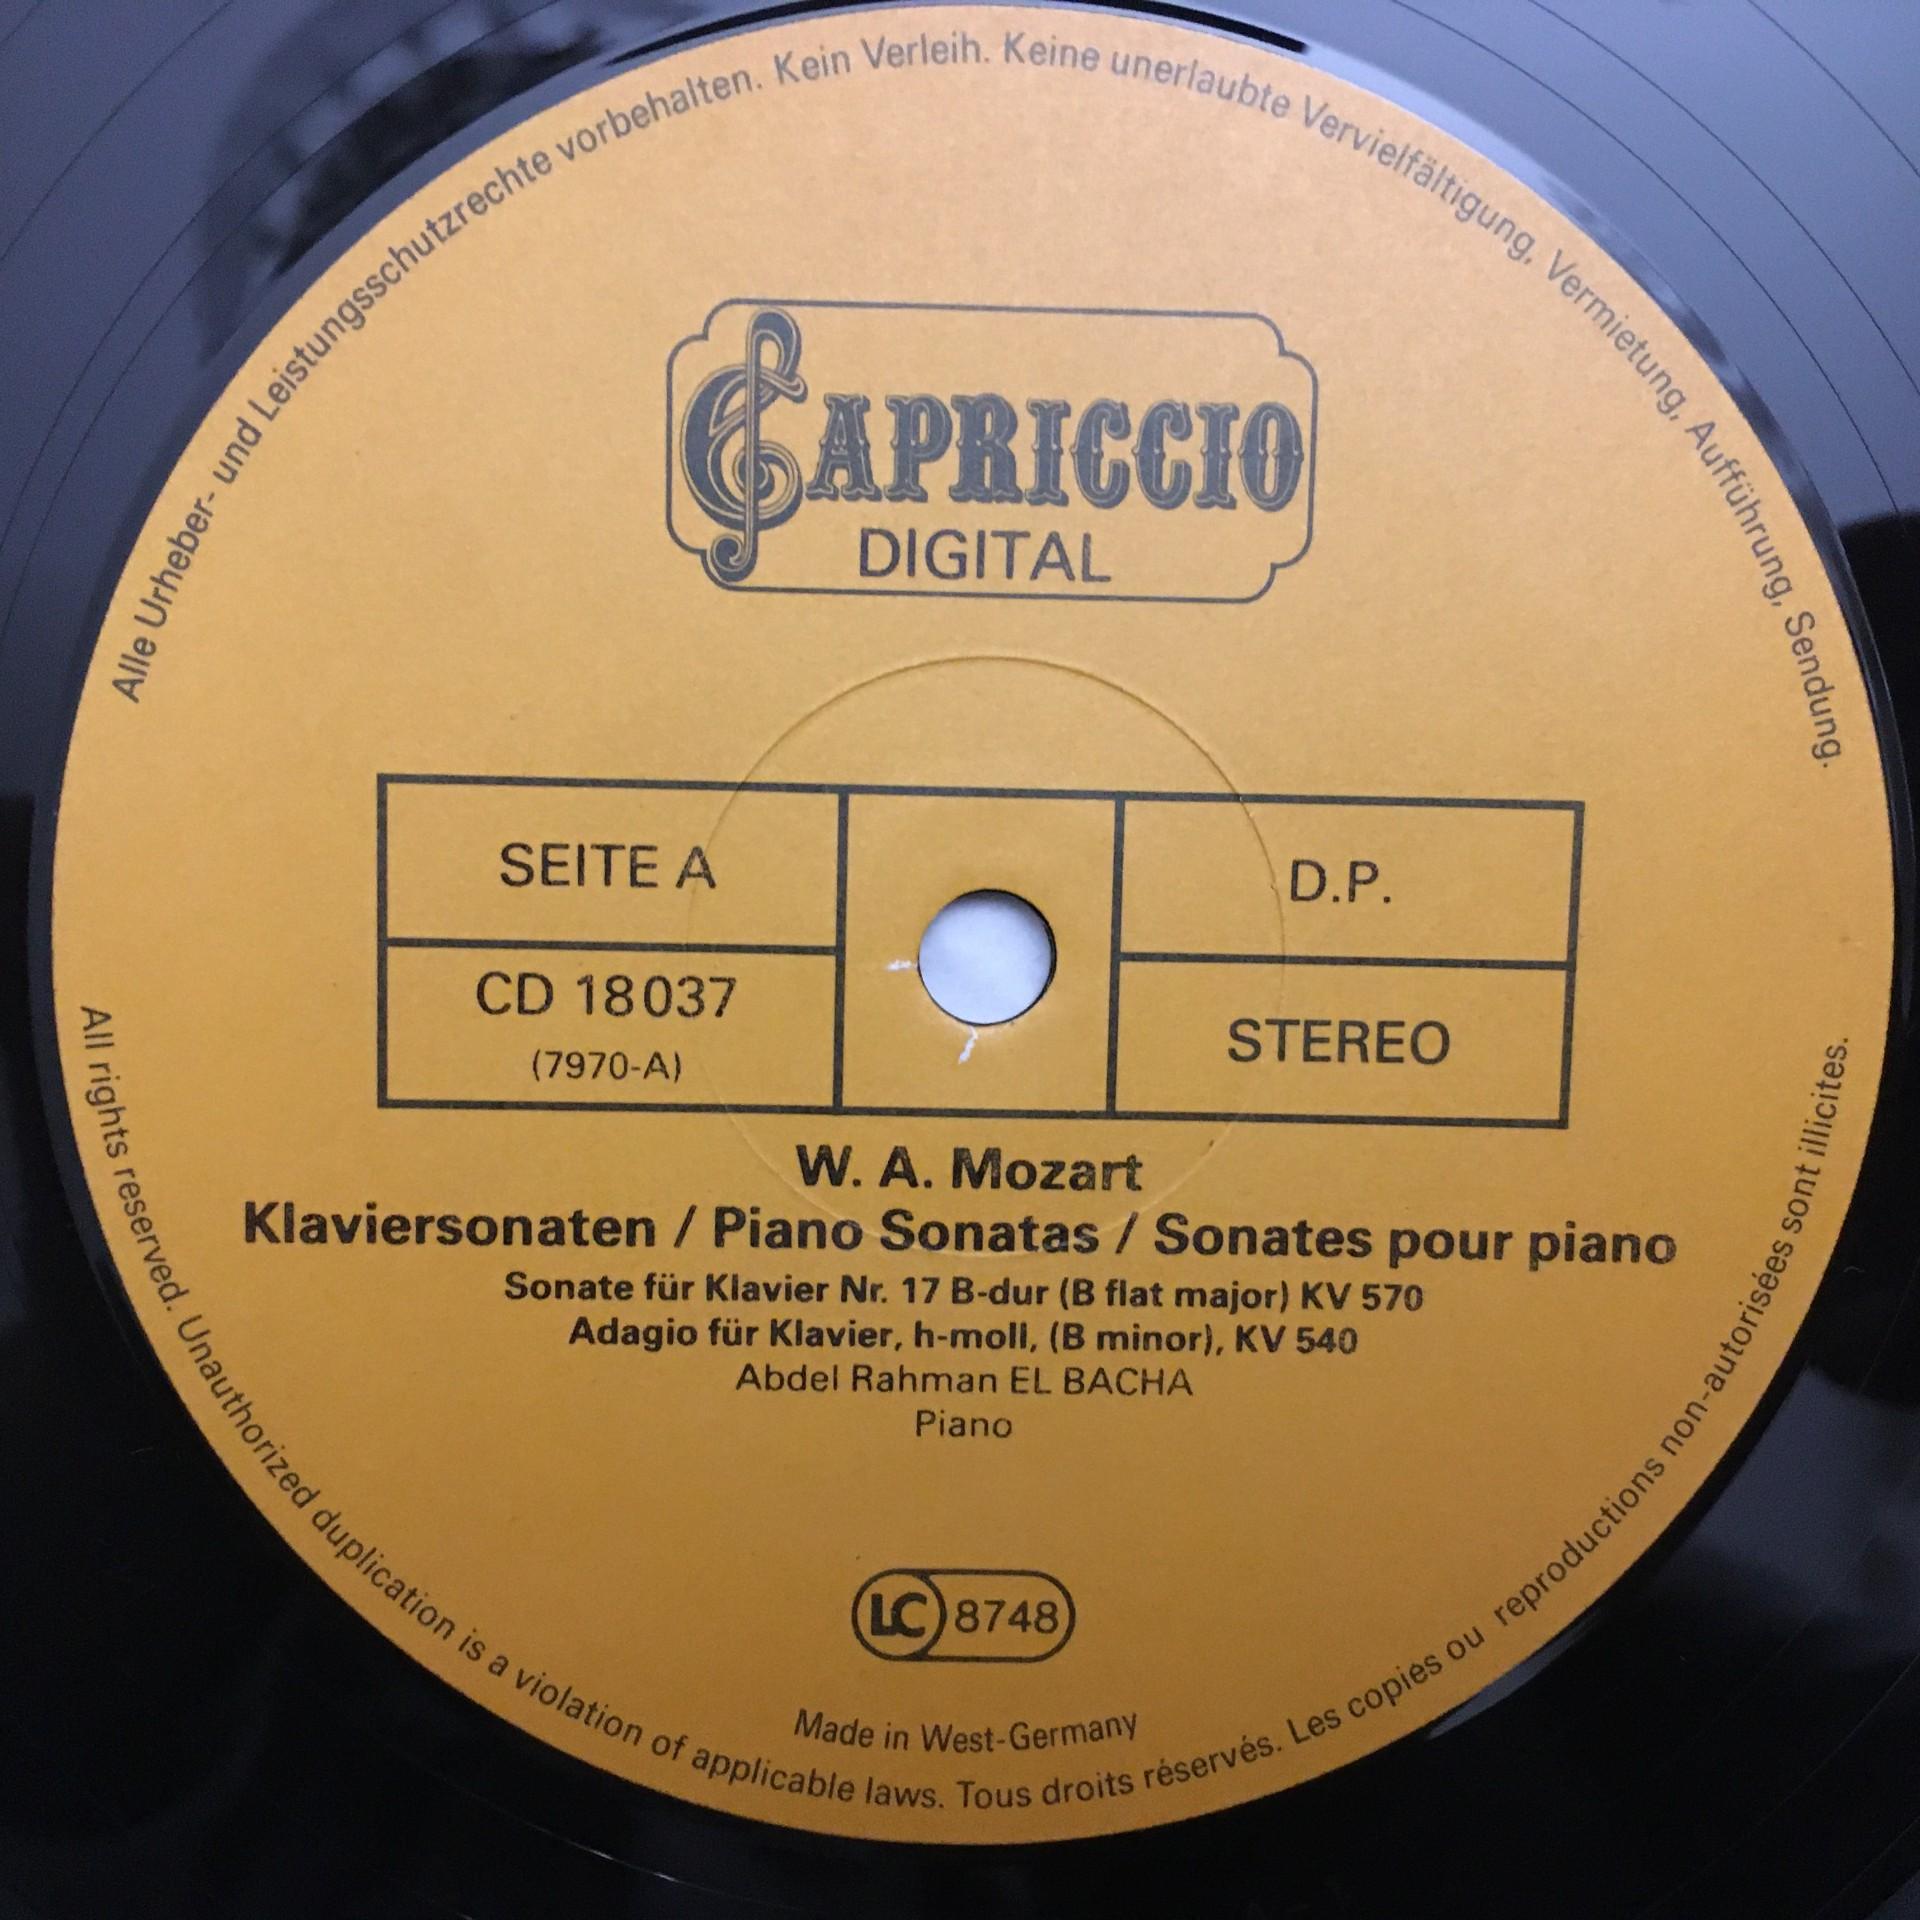 Alle Urheber- und Leistungsschutzrechte vorbehalten. Kein Verleih. Keine unerlaubte Vervielfältigung, Vermietung, Aufführung, Sendung.
CAPRICCIO
DIGITAL
SEITE A
D.P.
CD 18037
(7970-A)
STEREO
W. A. Mozart
Klaviersonaten / Piano Sonatas / Sonates pour piano
Sonate für Klavier Nr. 17 B-dur (B flat major) KV 570
Adagio für Klavier, h-moll, (B minor), KV 540
Abdel Rahman EL BACHA
Piano
LC 8748
Made in West-Germany
All rights reserved. Unauthorized duplication is a violation of applicable laws. Tous droits réservés. Les copies ou reproductions non-autorisées sont illicites.